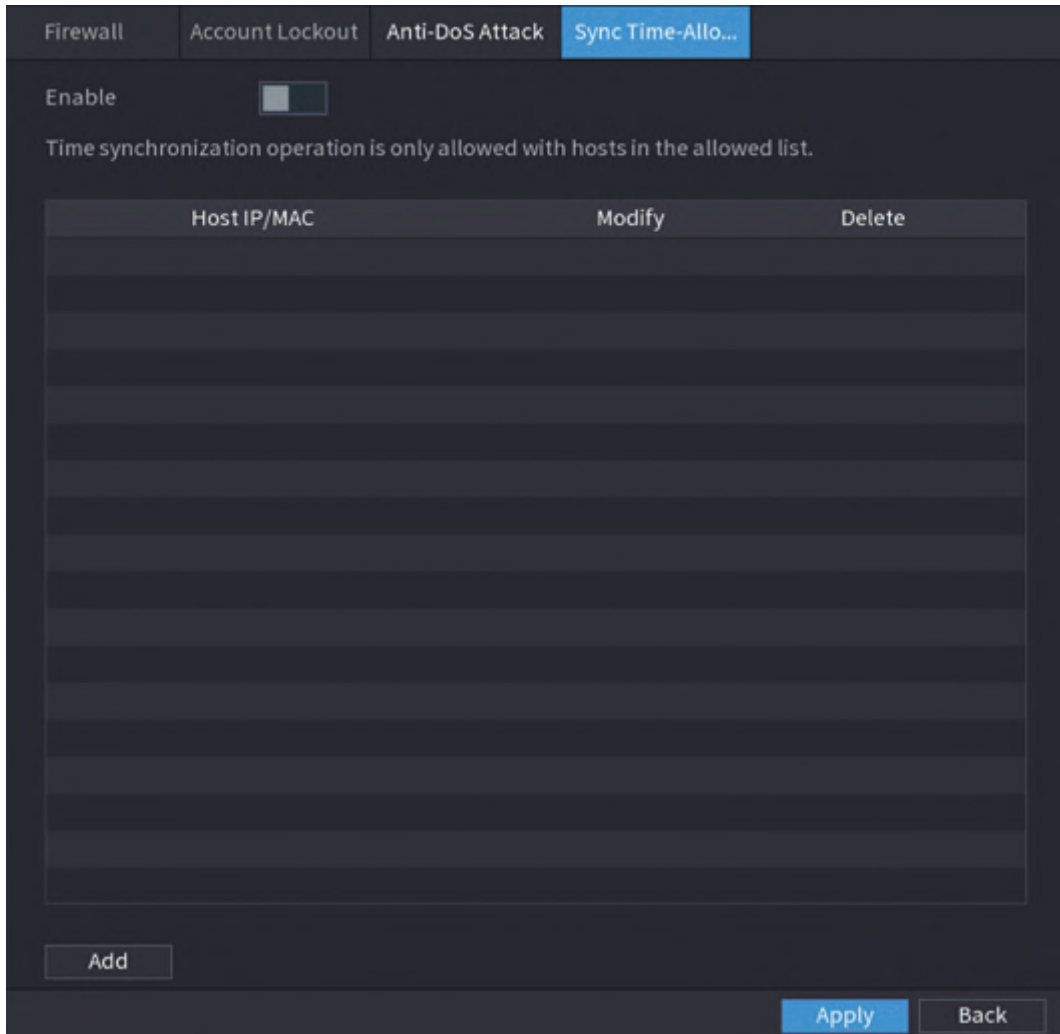 Firewall Account Lockout Anti-DoS Attack Sync Time-Allo...
Enable
Time synchronization operation is only allowed with hosts in the allowed list.
Host IP/MAC Modify Delete
Add
Apply Back